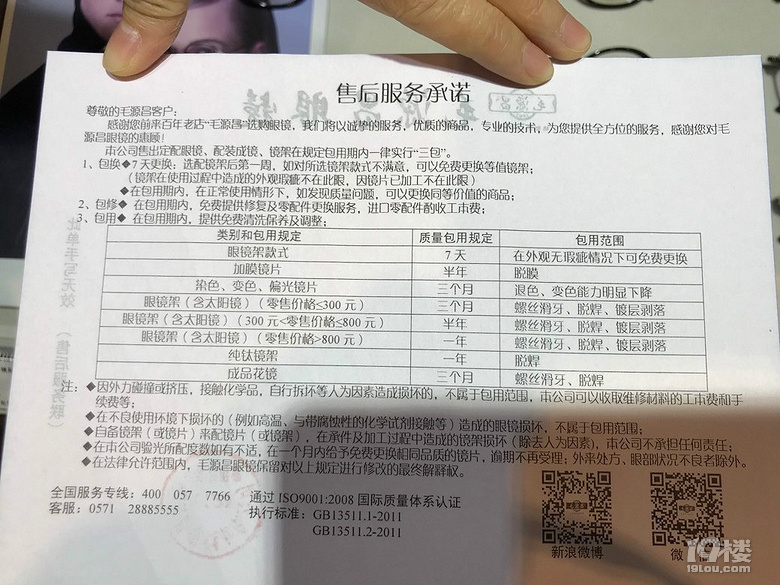 售后服务承诺
尊敬的毛源昌客户：
感谢您前来百年老店“毛源昌”选购眼镜，我们将以诚挚的服务，优质的商品，专业的技术，为您提供全方位的服务，感谢您对毛
源昌眼镜的惠顾！
本公司售出定配眼镜、配装成镜、镜架在规定包用期内一律实行“三包”。
1、包换◆7天更换：选配镜架后第一周，如对所选镜架款式不满意，可以免费更换等值镜架；
（镜架在使用过程中造成的外观瑕疵不在此限，因镜片已加工不在此限）
◆在包用期内，在正常使用情形下，如发现质量问题，可以更换同等价值的商品；
2、包修◆ 在包用期内，免费提供修复及零配件更换服务，进口零配件酌收工本费；
3、包用◆ 在包用期内，提供免费清洗保养及调整；
类别和包用规定 质量包用规定 包用范围
眼镜架款式 7天 在外观无瑕疵情况下可免费更换
加膜镜片 半年 脱膜
染色、变色、偏光镜片 三个月 退色、变色能力明显下降
眼镜架（含太阳镜）（零售价格≤300元） 三个月 螺丝滑牙、脱焊、镀层剥落
眼镜架（含太阳镜）（300元<零售价格≤800元） 半年 螺丝滑牙、脱焊、镀层剥落
眼镜架（含太阳镜）（零售价格>800元） 一年 螺丝滑牙、脱焊、镀层剥落
纯钛镜架 一年 脱焊
成品花镜 三个月 螺丝滑牙、脱焊
注：◆因外力碰撞或挤压，接触化学品，自行拆坏等人为因素造成损坏的，不属于包用范围，本公司可以收取维修材料的工本费和手
续费等；
◆在不良使用环境下损坏的（例如高温、与带腐蚀性的化学试剂接触等）造成的眼镜损坏，不属于包用范围；
◆自备镜架（或镜片）来配镜片（或镜架），在承件及加工过程中造成的镜架损坏（除去人为因素），本公司不承担任何责任；
◆在本公司验光所配度数如有不适，在一个月内给予免费更换相同品质的镜片，逾期不再受理；外来处方、眼部状况不良者除外。
◆在法律允许范围内，毛源昌眼镜保留对以上规定进行修改的最终解释权。
全国服务专线：400 057 7766
客服：0571 28885555
通过 ISO9001:2008 国际质量体系认证
执行标准：GB13511.1-2011
GB13511.2-2011
新浪微博
微
此单手写无效
（售后服务联）
毛源昌眼镜
19楼
19lou.com